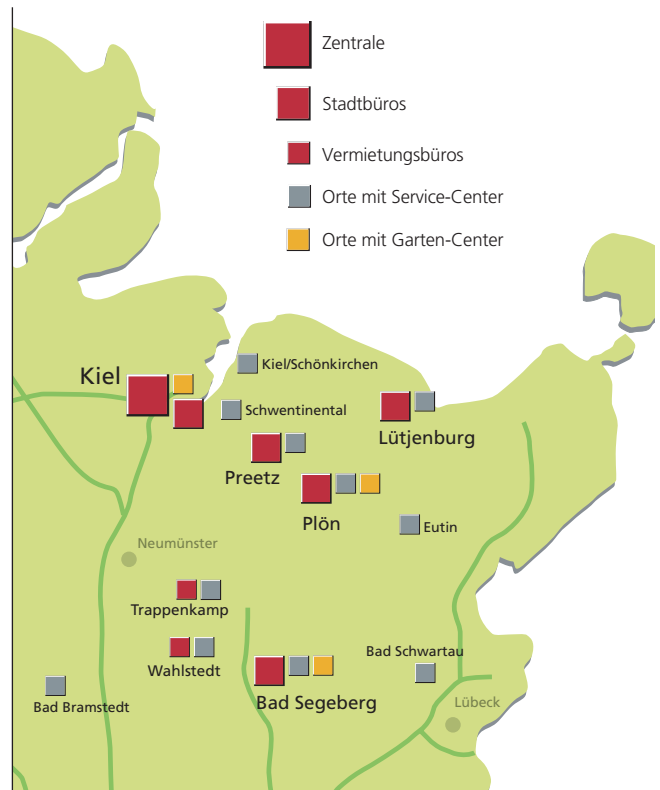 Zentrale
Stadtbüros
Vermietungsbüros
Orte mit Service-Center
Orte mit Garten-Center
Kiel/Schönkirchen
Kiel
Schwentinental
Lütjenburg
Preetz
Plön
Eutin
Neumünster
Trappenkamp
Bad Schwartau
Wahlstedt
Bad Segeberg
Lübeck
Bad Bramstedt